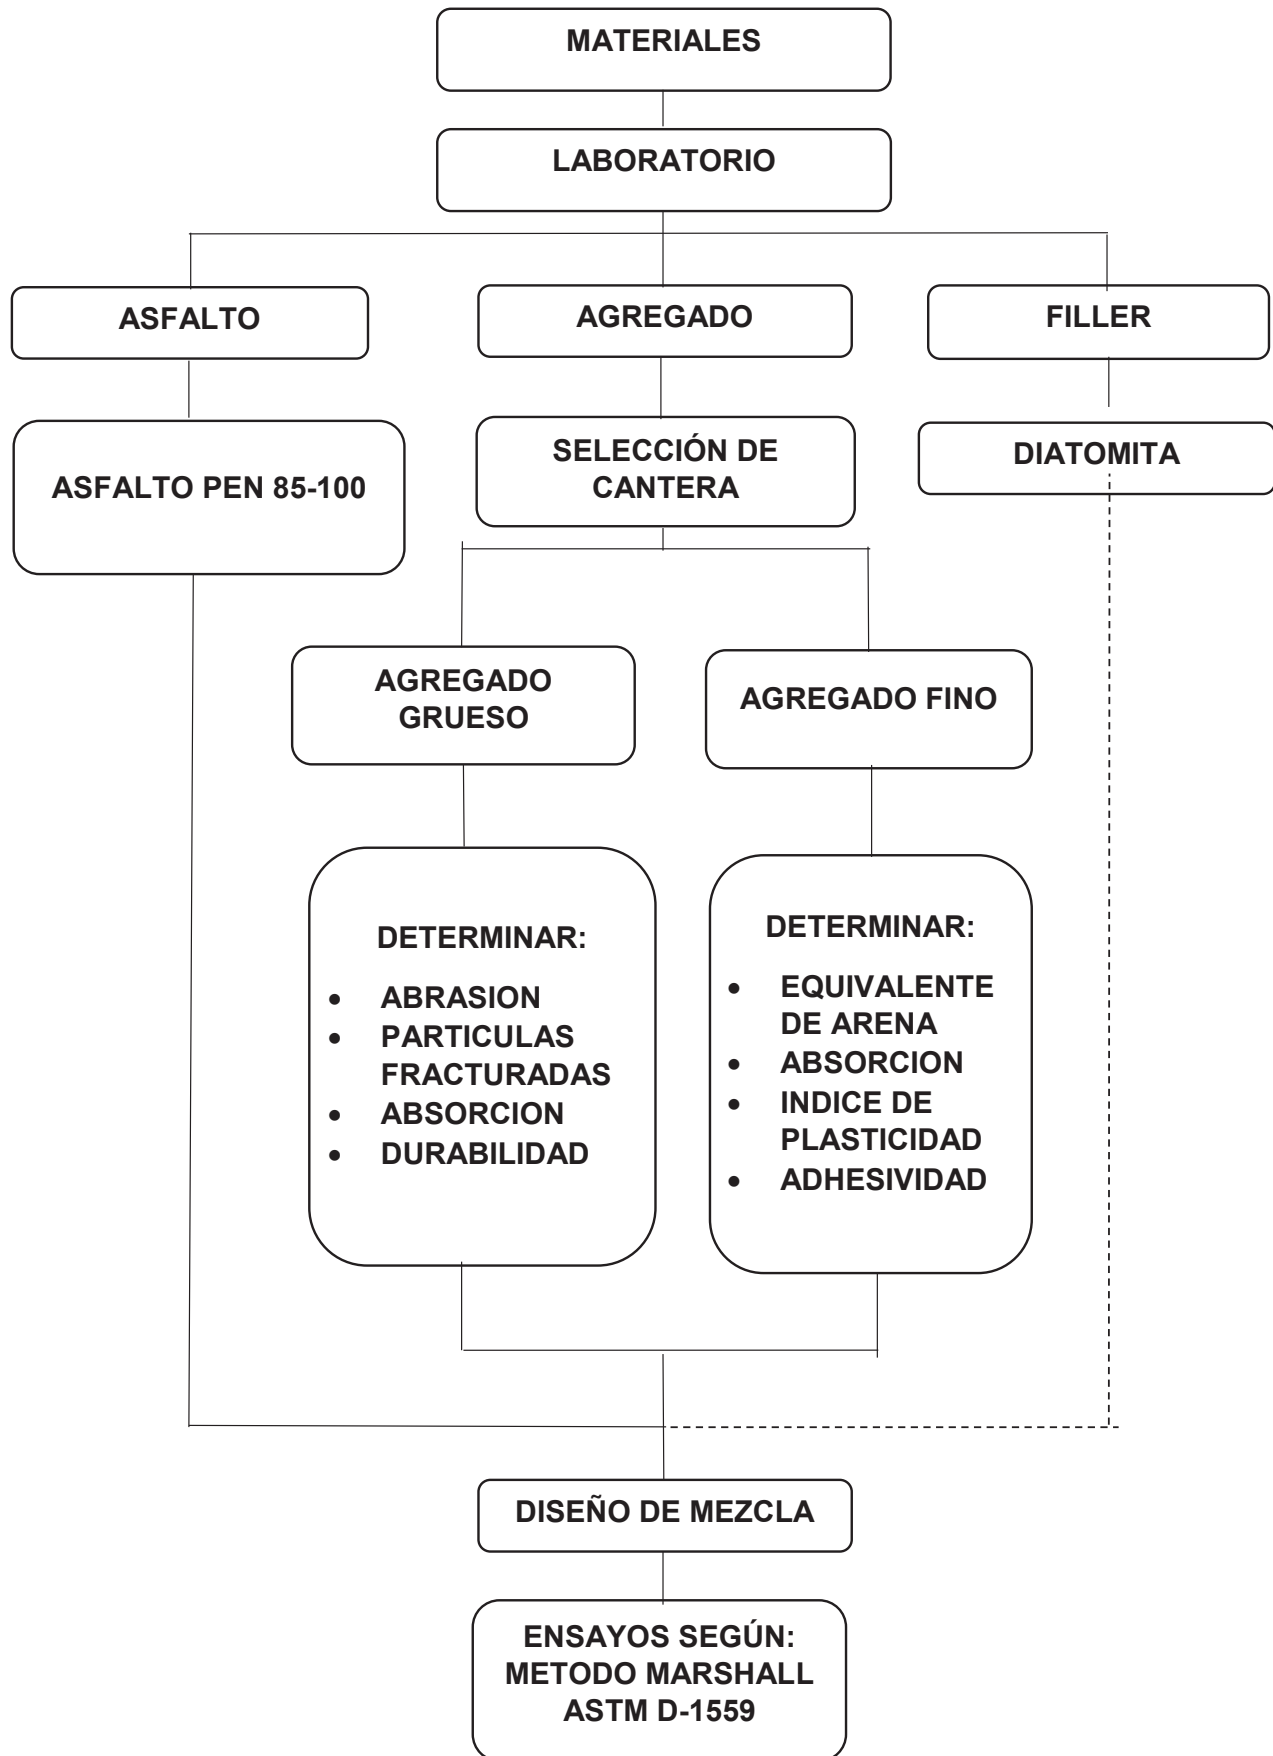 MATERIALES
LABORATORIO
ASFALTO
AGREGADO
FILLER
ASFALTO PEN 85-100
SELECCIÓN DE
CANTERA
DIATOMITA
AGREGADO
GRUESO
AGREGADO FINO
DETERMINAR:
• ABRASION
• PARTICULAS
FRACTURADAS
• ABSORCION
• DURABILIDAD
DETERMINAR:
• EQUIVALENTE
DE ARENA
• ABSORCION
• INDICE DE
PLASTICIDAD
• ADHESIVIDAD
DISEÑO DE MEZCLA
ENSAYOS SEGÚN:
METODO MARSHALL
ASTM D-1559